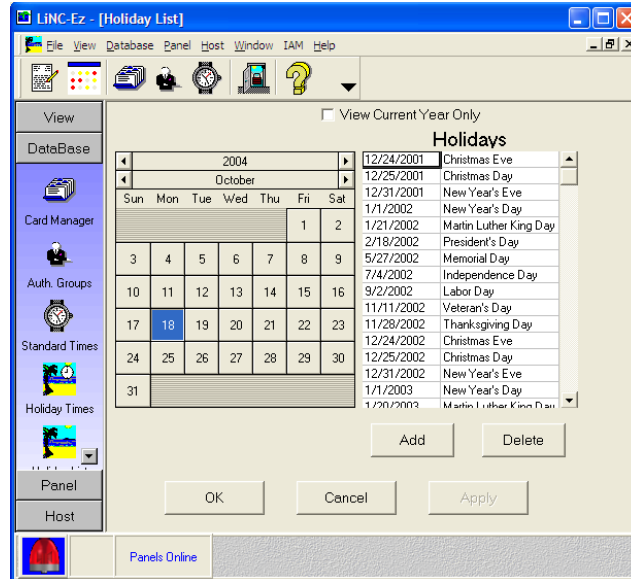 LiNC-Ez - [Holiday List]
File View Database Panel Host Window IAM Help
View
DataBase
Card Manager
Auth. Groups
Standard Times
Holiday Times
Panel
Host
View Current Year Only
Holidays
2004
October
Sun Mon Tue Wed Thu Fri Sat
1 2
3 4 5 6 7 8 9
10 11 12 13 14 15 16
17 18 19 20 21 22 23
24 25 26 27 28 29 30
31
12/24/2001 Christmas Eve
12/25/2001 Christmas Day
12/31/2001 New Year's Eve
1/1/2002 New Year's Day
1/21/2002 Martin Luther King Day
2/18/2002 President's Day
5/27/2002 Memorial Day
7/4/2002 Independence Day
9/2/2002 Labor Day
11/11/2002 Veteran's Day
11/28/2002 Thanksgiving Day
12/24/2002 Christmas Eve
12/25/2002 Christmas Day
12/31/2002 New Year's Eve
1/1/2003 New Year's Day
1/20/2003 Martin Luther King Day
Add Delete
OK Cancel Apply
Panels Online